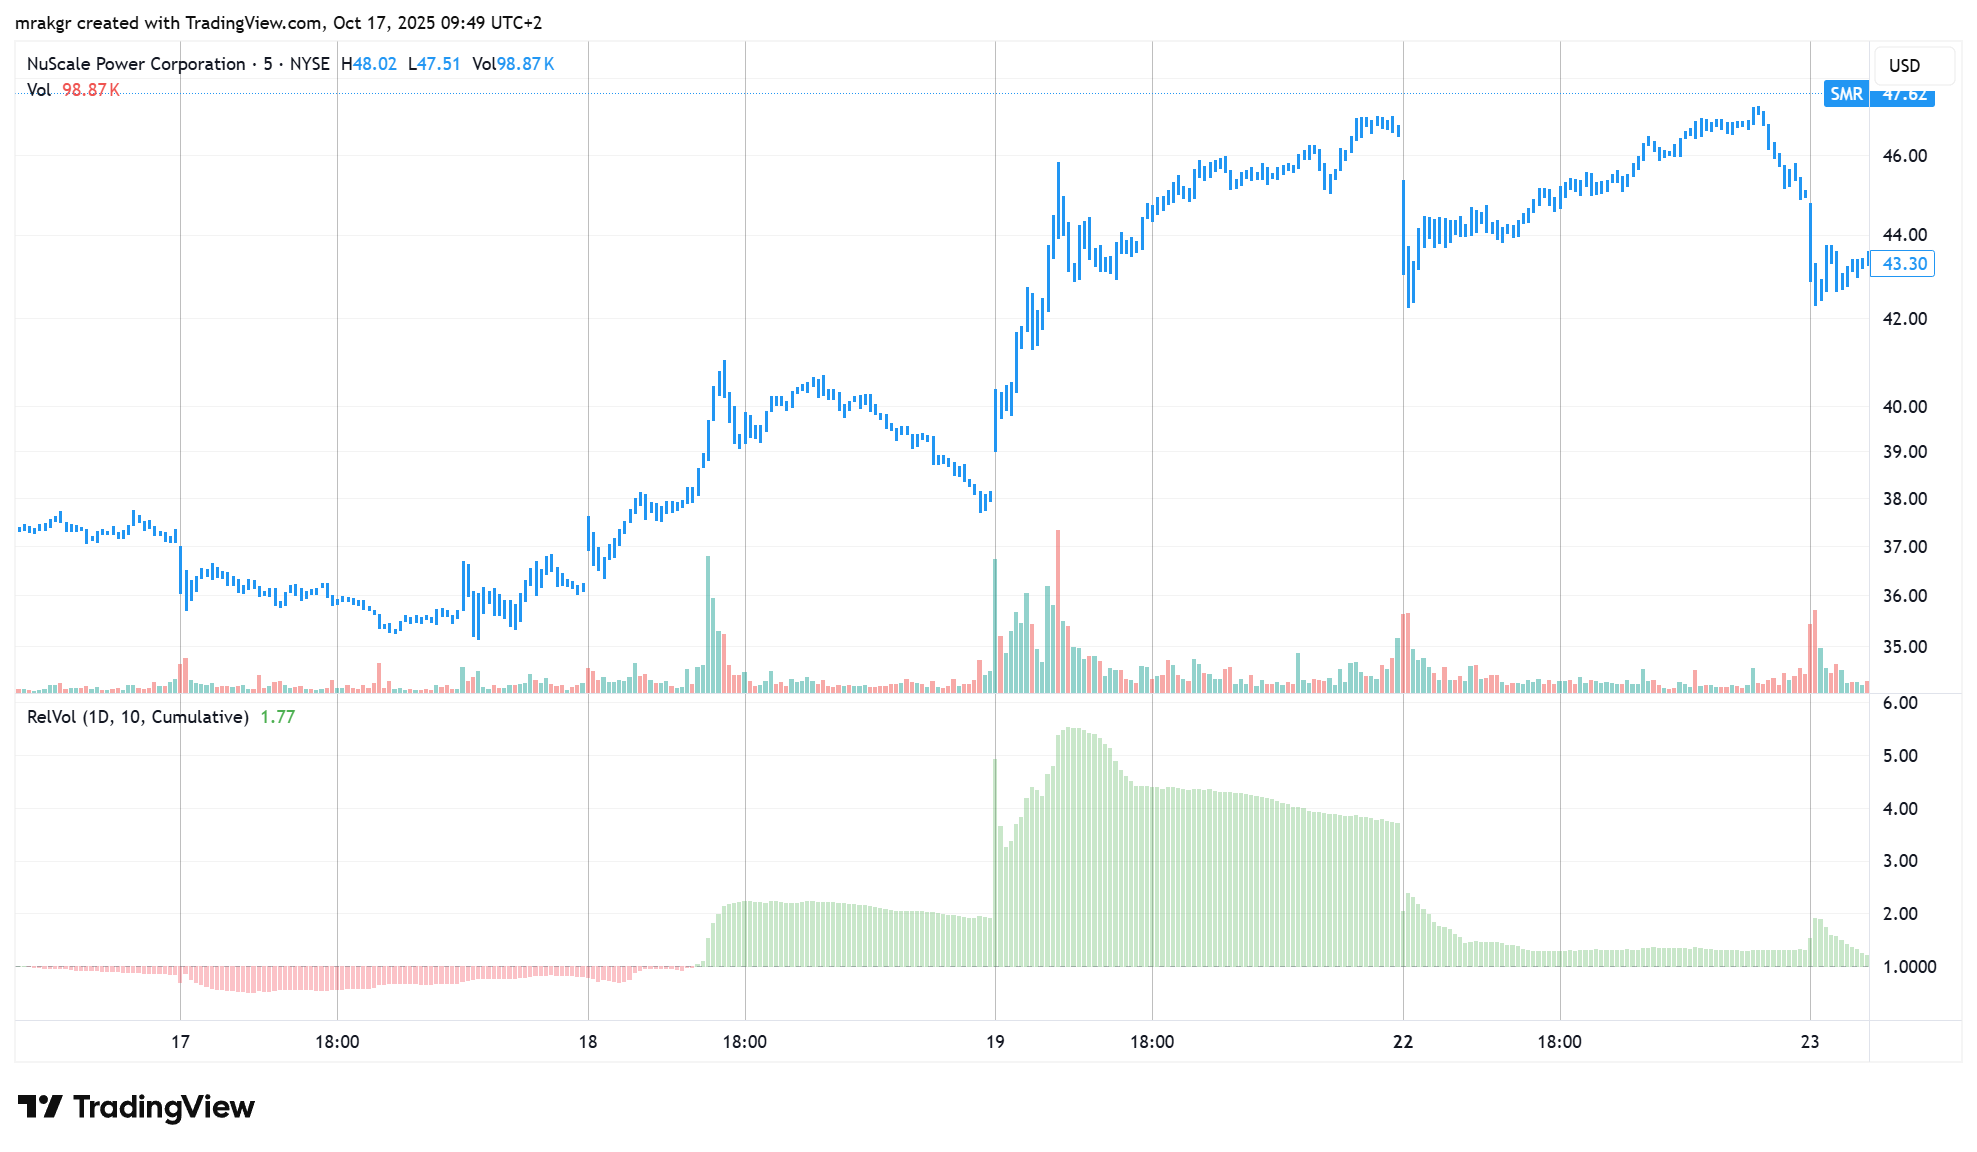 mrakgr created with TradingView.com, Oct 17, 2025 09:49 UTC+2
NuScale Power Corporation · 5 · NYSE H48.02 L47.51 Vol98.87 K
Vol 98.87 K
USD
SMR 47.62
46.00
44.00
43.30
42.00
40.00
39.00
38.00
37.00
36.00
35.00
RelVol (1D, 10, Cumulative) 1.77
6.00
5.00
4.00
3.00
2.00
1.0000
17 18:00 18 18:00 19 18:00 22 18:00 23
TradingView